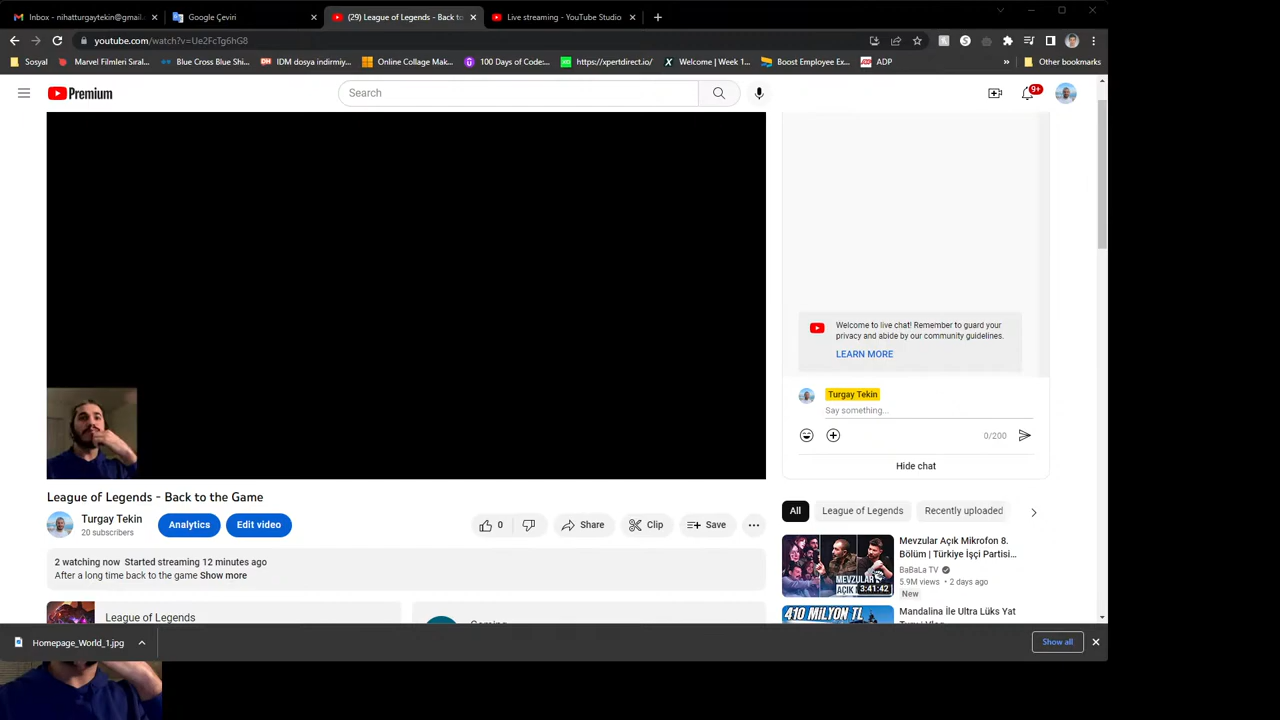 Inbox - nihatturgaytekin@gmail.
Google Çeviri
(29) League of Legends - Back to
Live streaming - YouTube Studio
youtube.com/watch?v=Ue2FcTg6hG8
Sosyal
Marvel Filmleri Sıral...
Blue Cross Blue Shi...
IDM dosya indirmiy...
Online Collage Mak...
100 Days of Code:...
https://xpertdirect.io/
Welcome | Week 1...
Boost Employee Ex...
ADP
Other bookmarks
Premium
Search
9+
Welcome to live chat! Remember to guard your
privacy and abide by our community guidelines.
LEARN MORE
Turgay Tekin
Say something...
0/200
Hide chat
League of Legends - Back to the Game
Turgay Tekin
20 subscribers
Analytics
Edit video
0
Share
Clip
Save
2 watching now Started streaming 12 minutes ago
After a long time back to the game Show more
League of Legends
Gaming
All
League of Legends
Recently uploaded
MEVZULAR
AÇIK
3:41:42
Mevzular Açık Mikrofon 8.
Bölüm | Türkiye İşçi Partisi...
BaBaLa TV
5.9M views • 2 days ago
New
410 MİLYON TL
Mandalina İle Ultra Lüks Yat
Turu | Vlog
Homepage_World_1.jpg
Show all